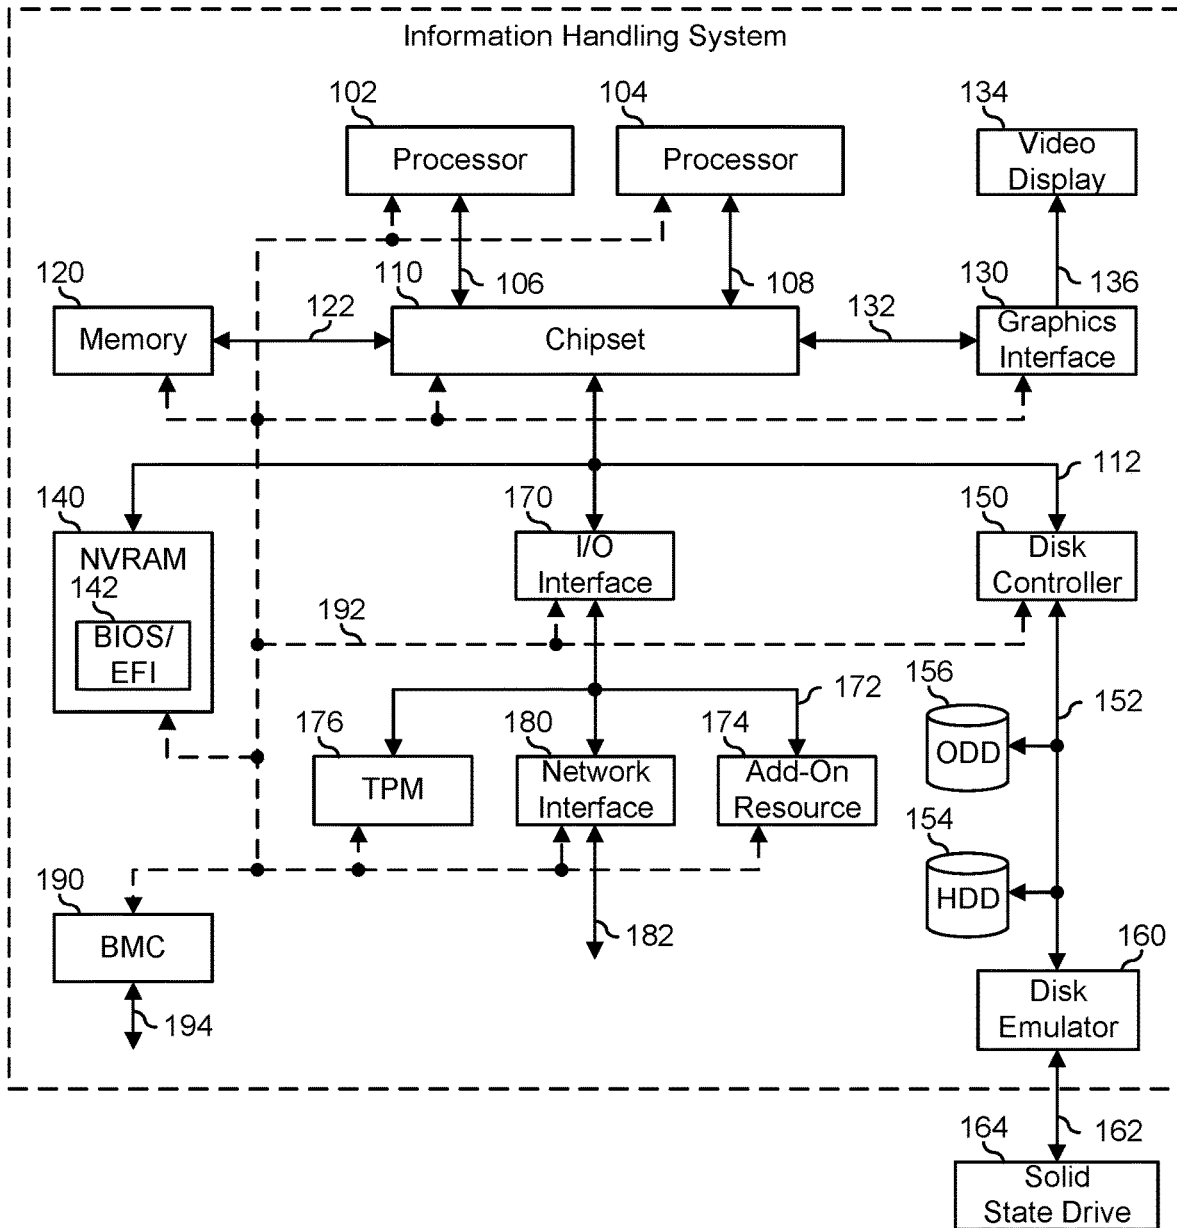 Information Handling System
102
104
134
Processor
Processor
Video
Display
120
110
106
108
130
136
122
132
Memory
Chipset
Graphics
Interface
112
140
170
150
NVRAM
I/O
Interface
Disk
Controller
142
BIOS/
EFI
192
172
156
152
176
180
174
ODD
TPM
Network
Interface
Add-On
Resource
154
HDD
190
182
BMC
160
194
Disk
Emulator
164
162
Solid
State Drive